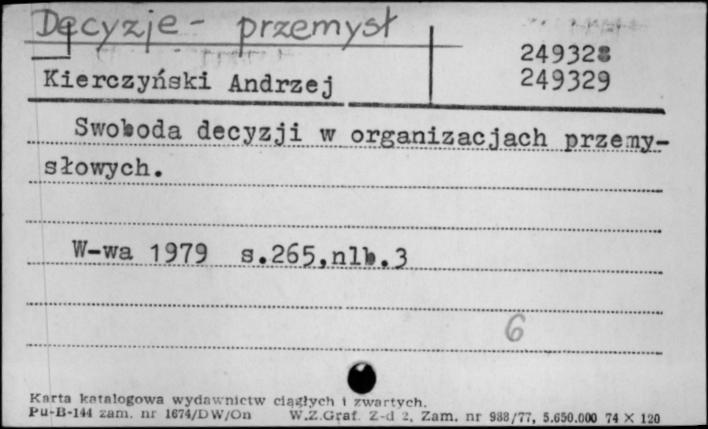 Decyzje - przemysł
249328
Kierczyński Andrzej 249329
Swoboda decyzji w organizacjach przemy-
słowych.
W-wa 1979 s.265,nlb.3
6
Karta katalogowa wydawnictw ciągłych i zwartych.
Pu-B-144 zam. nr 1674/DW/On W.Z.Graf. Z-d 2, Zam. nr 988/77, 5.650.000 74 X 120